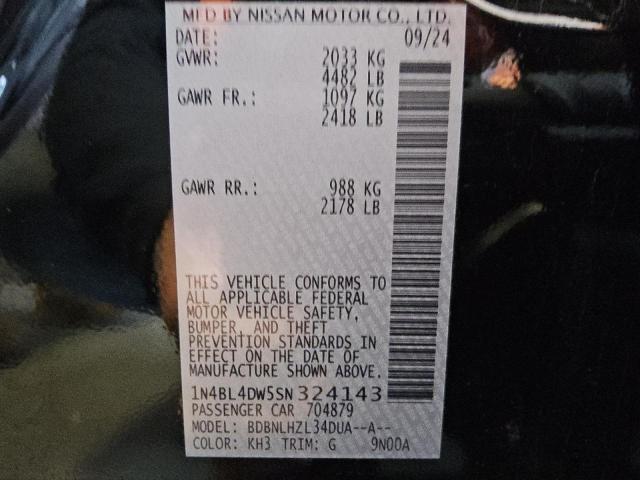 MFD BY NISSAN MOTOR CO., LTD.
DATE: 09/24
GVWR: 2033 KG
4482 LB
GAWR FR.: 1097 KG
2418 LB
GAWR RR.: 988 KG
2178 LB
THIS VEHICLE CONFORMS TO
ALL APPLICABLE FEDERAL
MOTOR VEHICLE SAFETY,
BUMPER, AND THEFT
PREVENTION STANDARDS IN
EFFECT ON THE DATE OF
MANUFACTURE SHOWN ABOVE.
1N4BL4DW5SN324143
PASSENGER CAR 704879
MODEL: BDBNLHZL34DUA--A--
COLOR: KH3 TRIM: G 9N00A